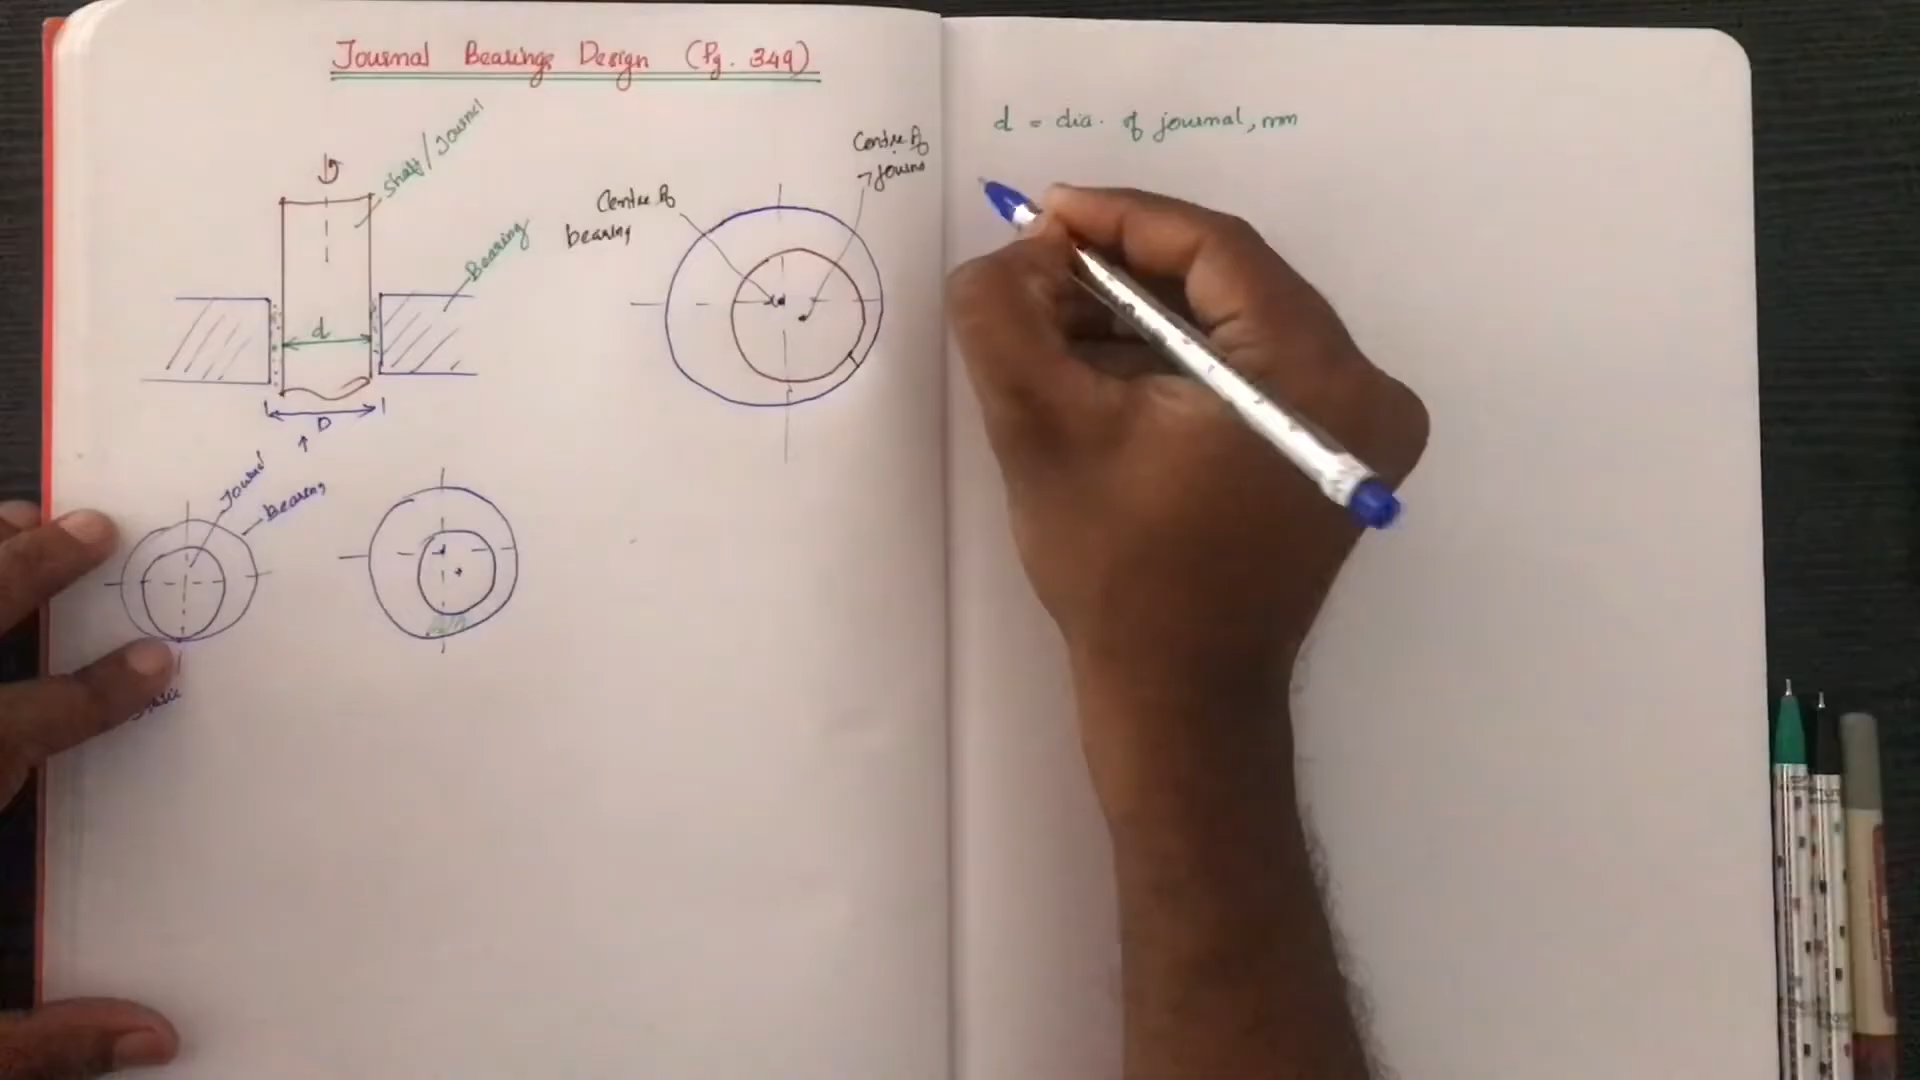 Journal Bearings Design (Pg. 349)
d = dia. of journal, mm
Shaft/Journal
Centre of
journa
Centre of
bearing
Bearing
d
D
Journal
bearing